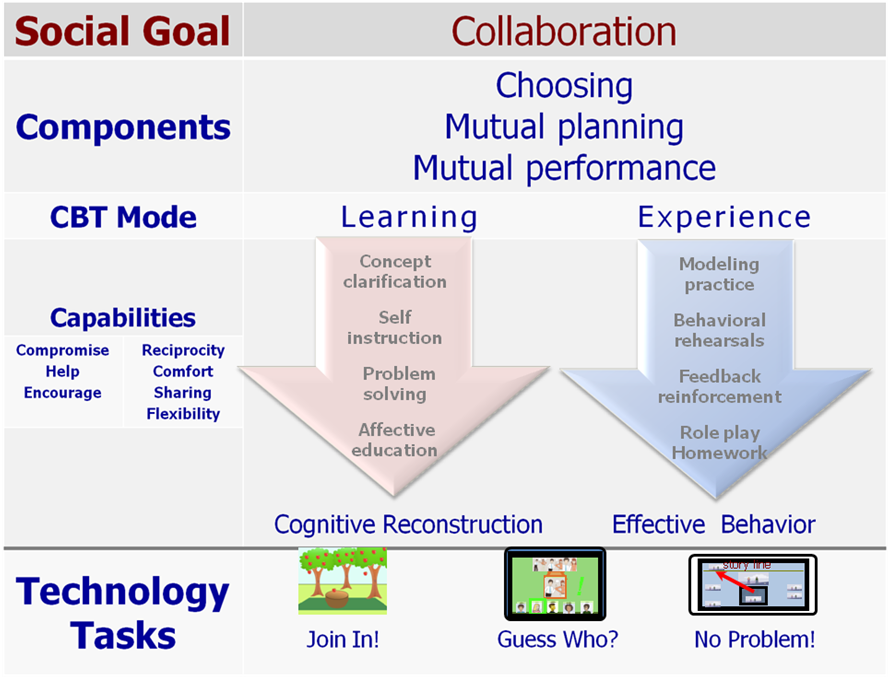 Social Goal
Collaboration
Components
Choosing
Mutual planning
Mutual performance
CBT Mode
Learning
Experience
Capabilities
Compromise
Help
Encourage
Reciprocity
Comfort
Sharing
Flexibility
Concept
clarification
Self
instruction
Problem
solving
Affective
education
Modeling
practice
Behavioral
rehearsals
Feedback
reinforcement
Role play
Homework
Cognitive Reconstruction
Effective Behavior
Technology
Tasks
Join In!
Guess Who?
story line
No Problem!